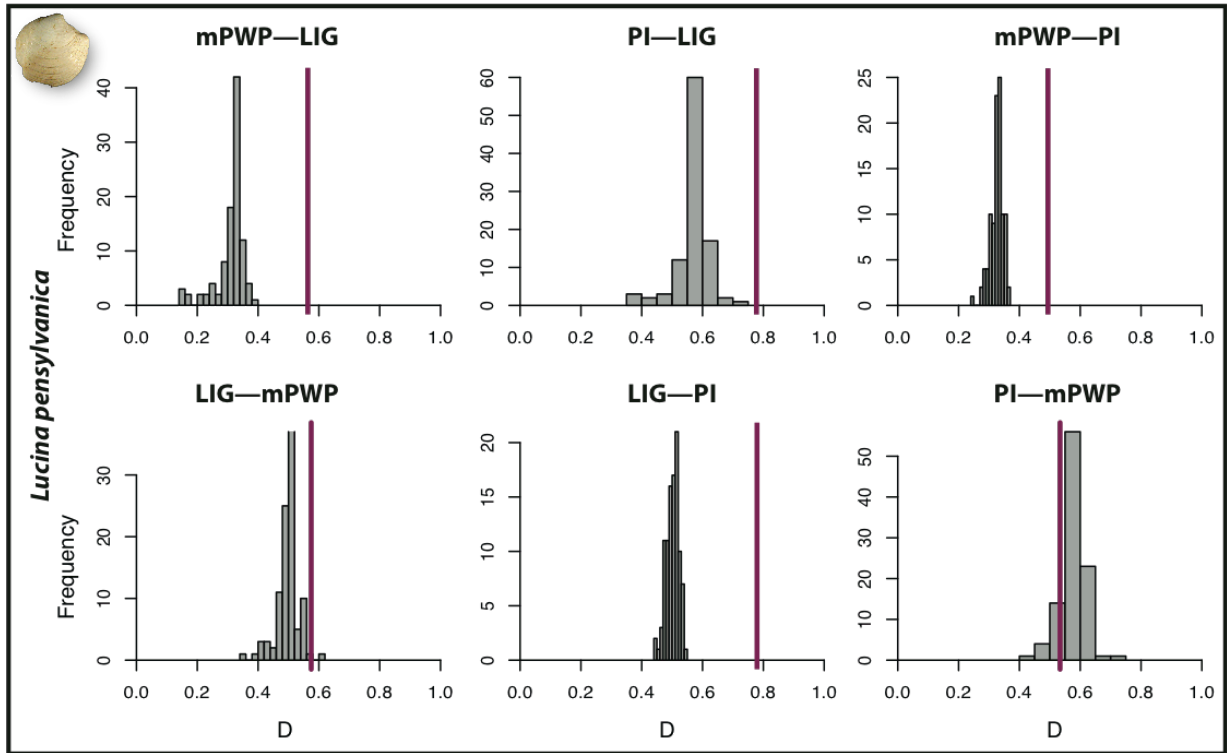 mPWP—LIG
PI—LIG
mPWP—PI
Lucina pensylvanica
Frequency
0 10 20 30 40
0.0 0.2 0.4 0.6 0.8 1.0
0 10 20 30 40 50 60
0.0 0.2 0.4 0.6 0.8 1.0
0 5 10 15 20 25
0.0 0.2 0.4 0.6 0.8 1.0
LIG—mPWP
LIG—PI
PI—mPWP
Frequency
0 10 20 30
0.0 0.2 0.4 0.6 0.8 1.0
D
0 5 10 15 20
0.0 0.2 0.4 0.6 0.8 1.0
D
0 10 20 30 40 50
0.0 0.2 0.4 0.6 0.8 1.0
D